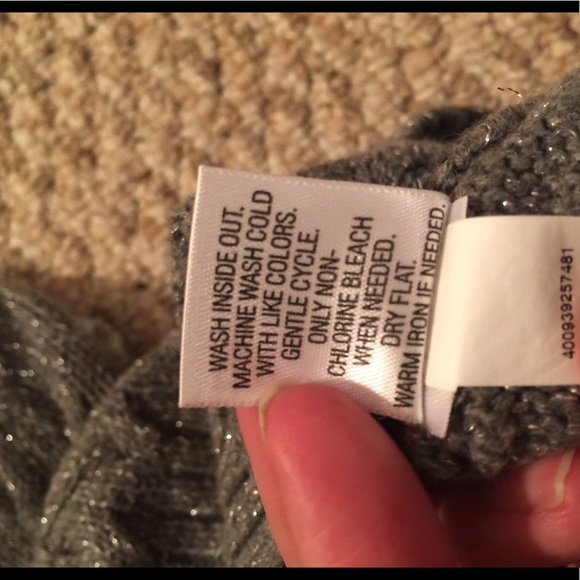 WASH INSIDE OUT.
MACHINE WASH COLD
WITH LIKE COLORS.
GENTLE CYCLE.
ONLY NON-
CHLORINE BLEACH
WHEN NEEDED.
DRY FLAT.
WARM IRON IF NEEDED.
400939257481